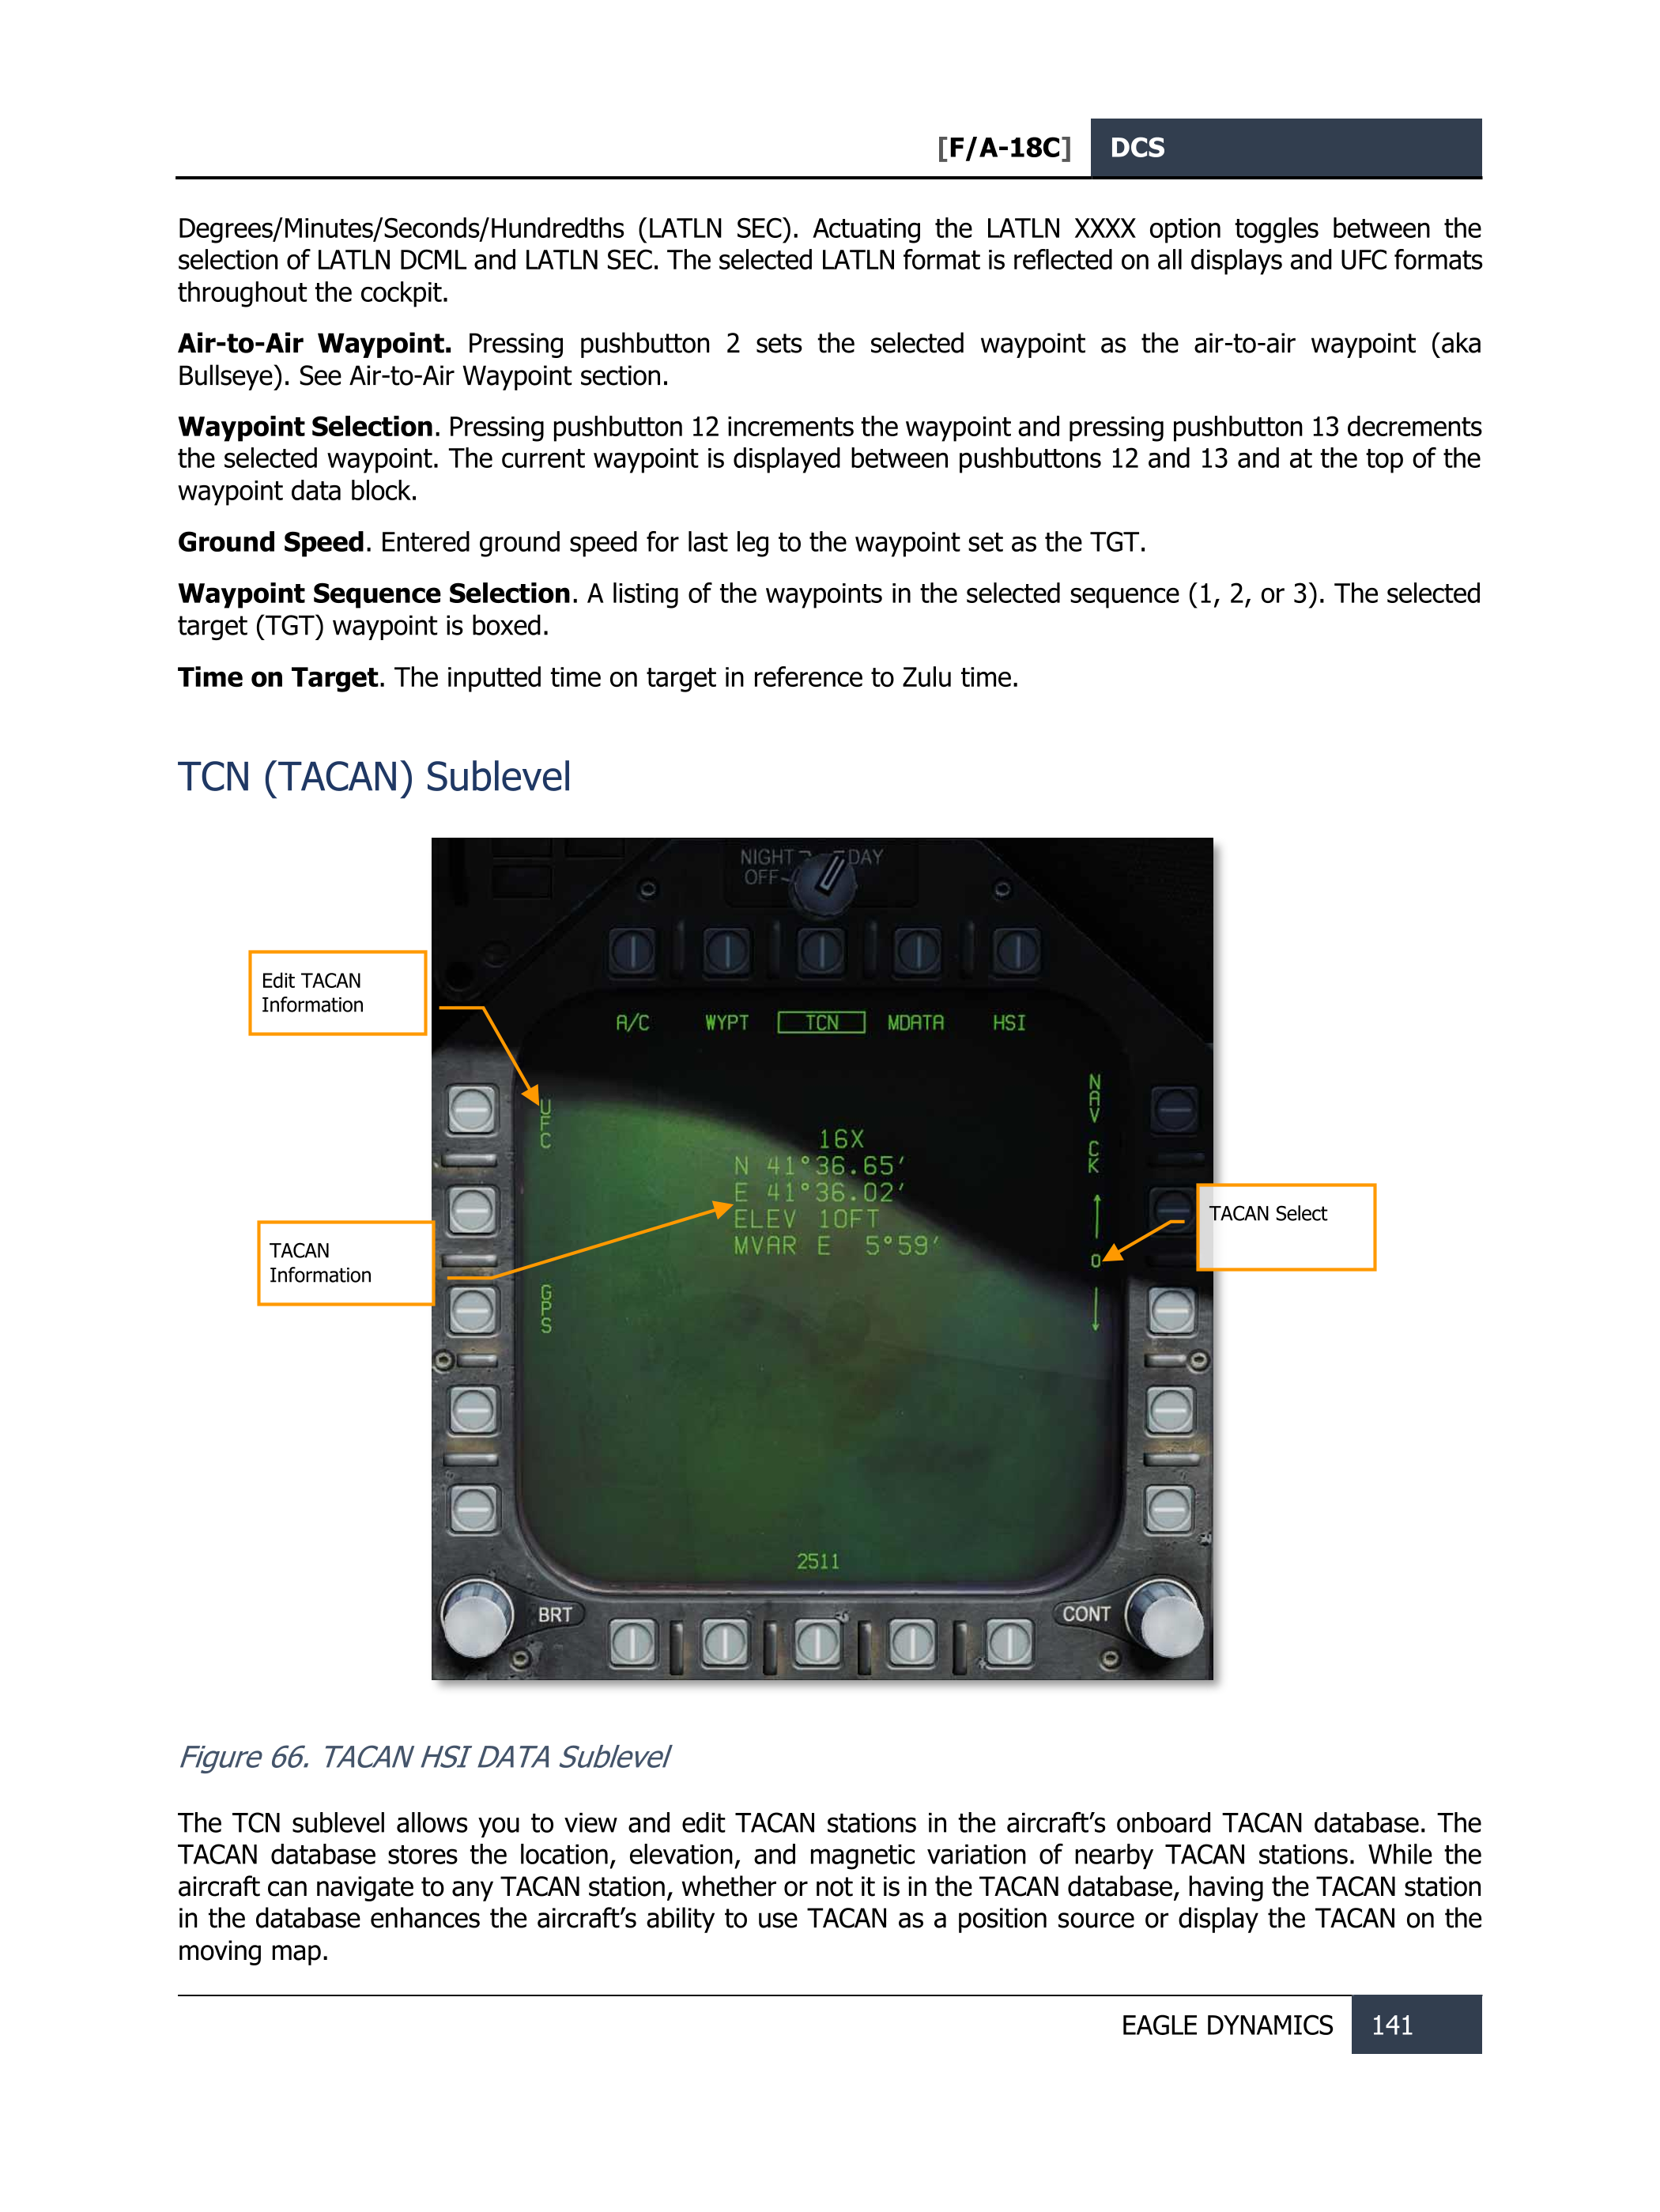 [F/A-18C] DCS
Degrees/Minutes/Seconds/Hundredths (LATLN SEC). Actuating the LATLN XXXX option toggles between the
selection of LATLN DCML and LATLN SEC. The selected LATLN format is reflected on all displays and UFC formats
throughout the cockpit.
Air-to-Air Waypoint. Pressing pushbutton 2 sets the selected waypoint as the air-to-air waypoint (aka
Bullseye). See Air-to-Air Waypoint section.
Waypoint Selection. Pressing pushbutton 12 increments the waypoint and pressing pushbutton 13 decrements
the selected waypoint. The current waypoint is displayed between pushbuttons 12 and 13 and at the top of the
waypoint data block.
Ground Speed. Entered ground speed for last leg to the waypoint set as the TGT.
Waypoint Sequence Selection. A listing of the waypoints in the selected sequence (1, 2, or 3). The selected
target (TGT) waypoint is boxed.
Time on Target. The inputted time on target in reference to Zulu time.
TCN (TACAN) Sublevel
NIGHT DAY
OFF
Edit TACAN
Information
A/C WYPT TCN MDATA HSI
UFC
NAV CK
16X
N 41°36.65′
E 41°36.02′
ELEV 10FT
MVAR E 5°59′
TACAN Select
0
TACAN
Information
GPS
2511
BRT CONT
Figure 66. TACAN HSI DATA Sublevel
The TCN sublevel allows you to view and edit TACAN stations in the aircraft’s onboard TACAN database. The
TACAN database stores the location, elevation, and magnetic variation of nearby TACAN stations. While the
aircraft can navigate to any TACAN station, whether or not it is in the TACAN database, having the TACAN station
in the database enhances the aircraft’s ability to use TACAN as a position source or display the TACAN on the
moving map.
EAGLE DYNAMICS 141